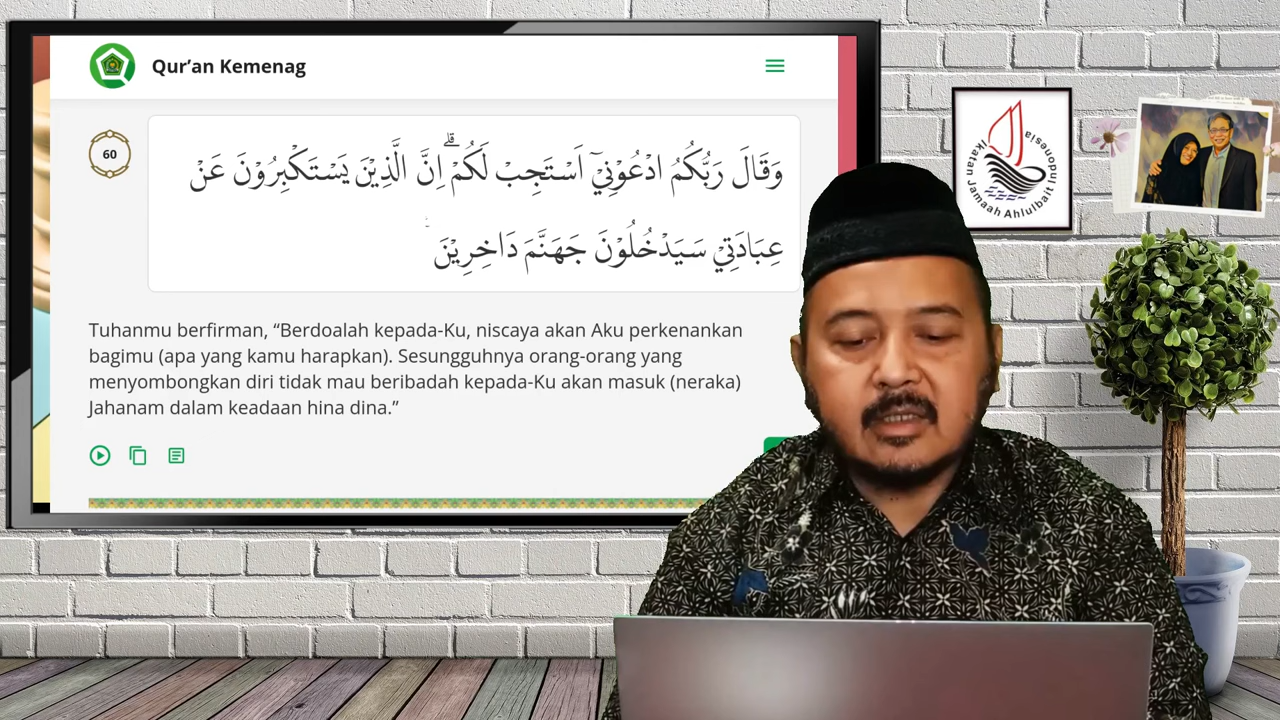 Qur’an Kemenag
60
وَقَالَ رَبُّكُمُ ادْعُوْنِيْٓ اَسْتَجِبْ لَكُمْ ۗاِنَّ الَّذِيْنَ يَسْتَكْبِرُوْنَ عَنْ
عِبَادَتِيْ سَيَدْخُلُوْنَ جَهَنَّمَ دَاخِرِيْنَ ࣖ
Tuhanmu berfirman, “Berdoalah kepada-Ku, niscaya akan Aku perkenankan
bagimu (apa yang kamu harapkan). Sesungguhnya orang-orang yang
menyombongkan diri tidak mau beribadah kepada-Ku akan masuk (neraka)
Jahanam dalam keadaan hina dina.”
Ikatan Jamaah Ahlulbait Indonesia